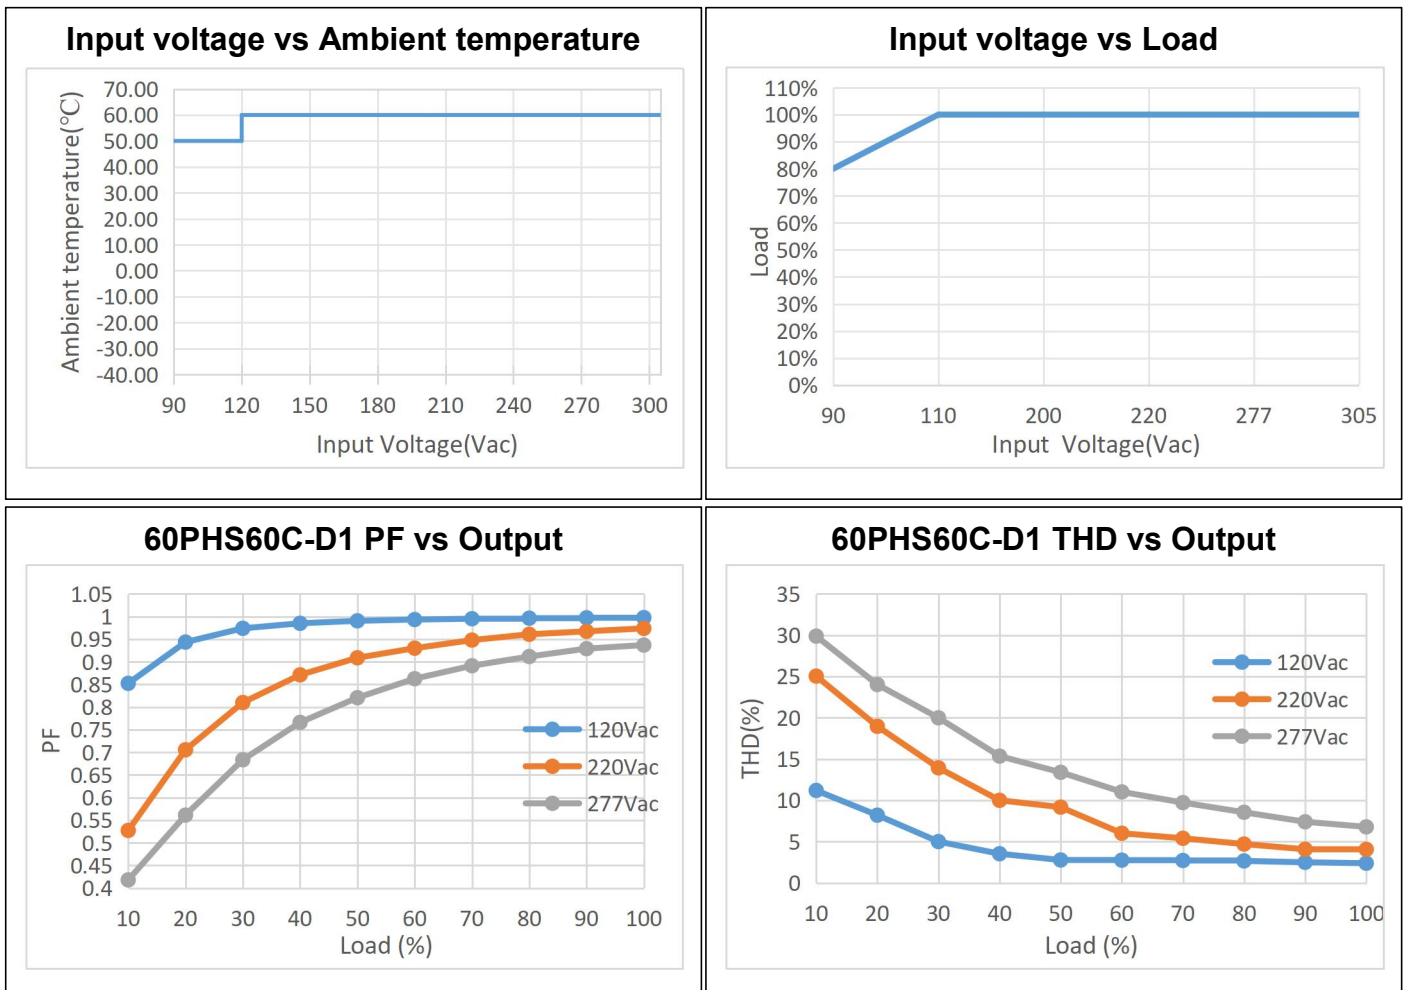 Input voltage vs Ambient temperature
Ambient temperature(℃)
70.00
60.00
50.00
40.00
30.00
20.00
10.00
0.00
-10.00
-20.00
-30.00
-40.00
90 120 150 180 210 240 270 300
Input Voltage(Vac)
Input voltage vs Load
Load
110%
100%
90%
80%
70%
60%
50%
40%
30%
20%
10%
0%
90 110 200 220 277 305
Input Voltage(Vac)
60PHS60C-D1 PF vs Output
PF
1.05
1
0.95
0.9
0.85
0.8
0.75
0.7
0.65
0.6
0.55
0.5
0.45
0.4
120Vac
220Vac
277Vac
10 20 30 40 50 60 70 80 90 100
Load (%)
60PHS60C-D1 THD vs Output
THD(%)
35
30
25
20
15
10
5
0
120Vac
220Vac
277Vac
10 20 30 40 50 60 70 80 90 100
Load (%)